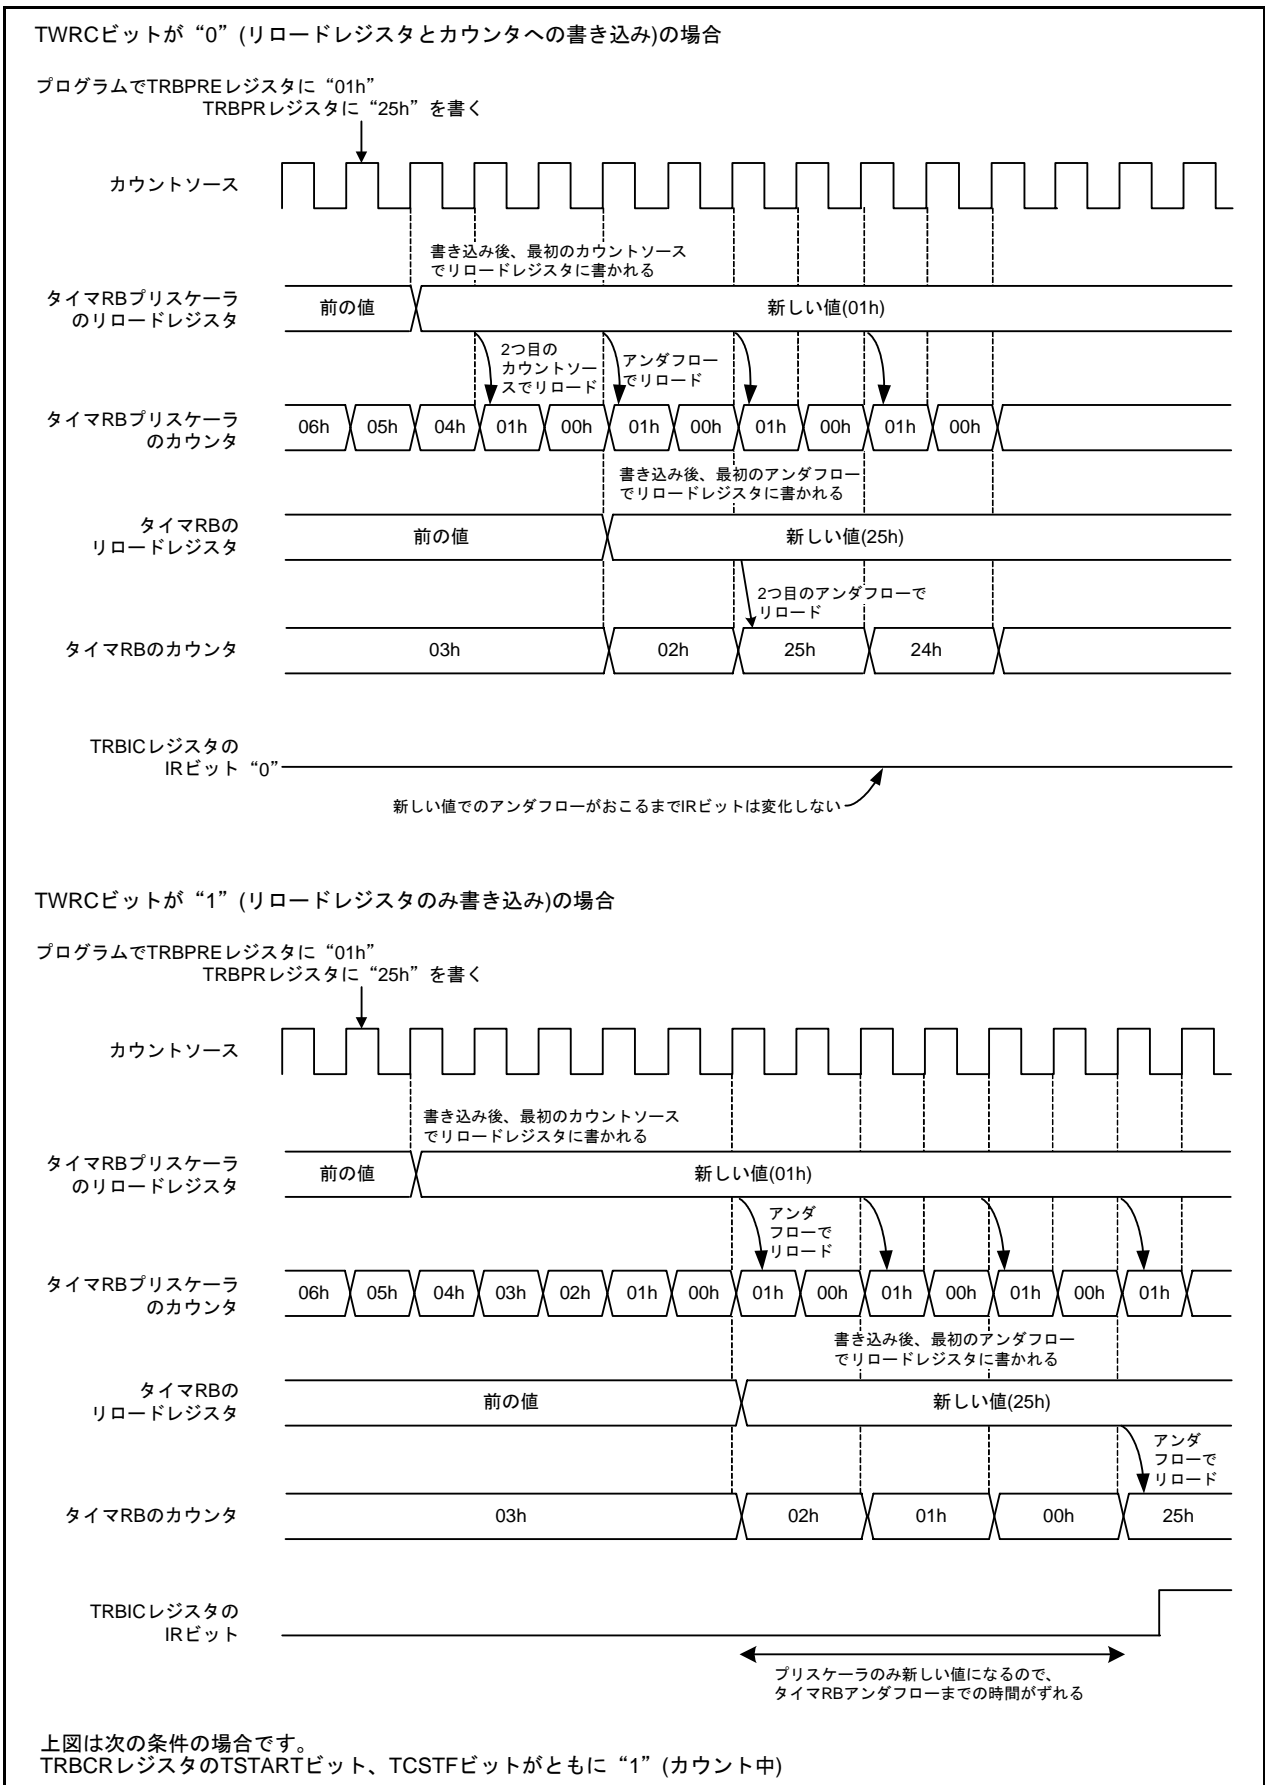 TWRCビットが“0”(リロードレジスタとカウンタへの書き込み)の場合
プログラムでTRBPREレジスタに“01h”
TRBPRレジスタに“25h”を書く
カウントソース
書き込み後、最初のカウントソース
でリロードレジスタに書かれる
タイマRBプリスケーラ
のリロードレジスタ
前の値
新しい値(01h)
2つ目の
カウントソー
スでリロード
アンダフロー
でリロード
タイマRBプリスケーラ
のカウンタ
06h 05h 04h 01h 00h 01h 00h 01h 00h 01h 00h
書き込み後、最初のアンダフロー
でリロードレジスタに書かれる
タイマRBの
リロードレジスタ
前の値
新しい値(25h)
2つ目のアンダフローで
リロード
タイマRBのカウンタ
03h 02h 25h 24h
TRBICレジスタの
IRビット “0”
新しい値でのアンダフローがおこるまでIRビットは変化しない
TWRCビットが“1”(リロードレジスタのみ書き込み)の場合
プログラムでTRBPREレジスタに“01h”
TRBPRレジスタに“25h”を書く
カウントソース
書き込み後、最初のカウントソース
でリロードレジスタに書かれる
タイマRBプリスケーラ
のリロードレジスタ
前の値
新しい値(01h)
アンダ
フローで
リロード
タイマRBプリスケーラ
のカウンタ
06h 05h 04h 03h 02h 01h 00h 01h 00h 01h 00h 01h 00h 01h
書き込み後、最初のアンダフロー
でリロードレジスタに書かれる
タイマRBの
リロードレジスタ
前の値
新しい値(25h)
アンダ
フローで
リロード
タイマRBのカウンタ
03h 02h 01h 00h 25h
TRBICレジスタの
IRビット
プリスケーラのみ新しい値になるので、
タイマRBアンダフローまでの時間がずれる
上図は次の条件の場合です。
TRBCRレジスタのTSTARTビット、TCSTFビットがともに“1”(カウント中)